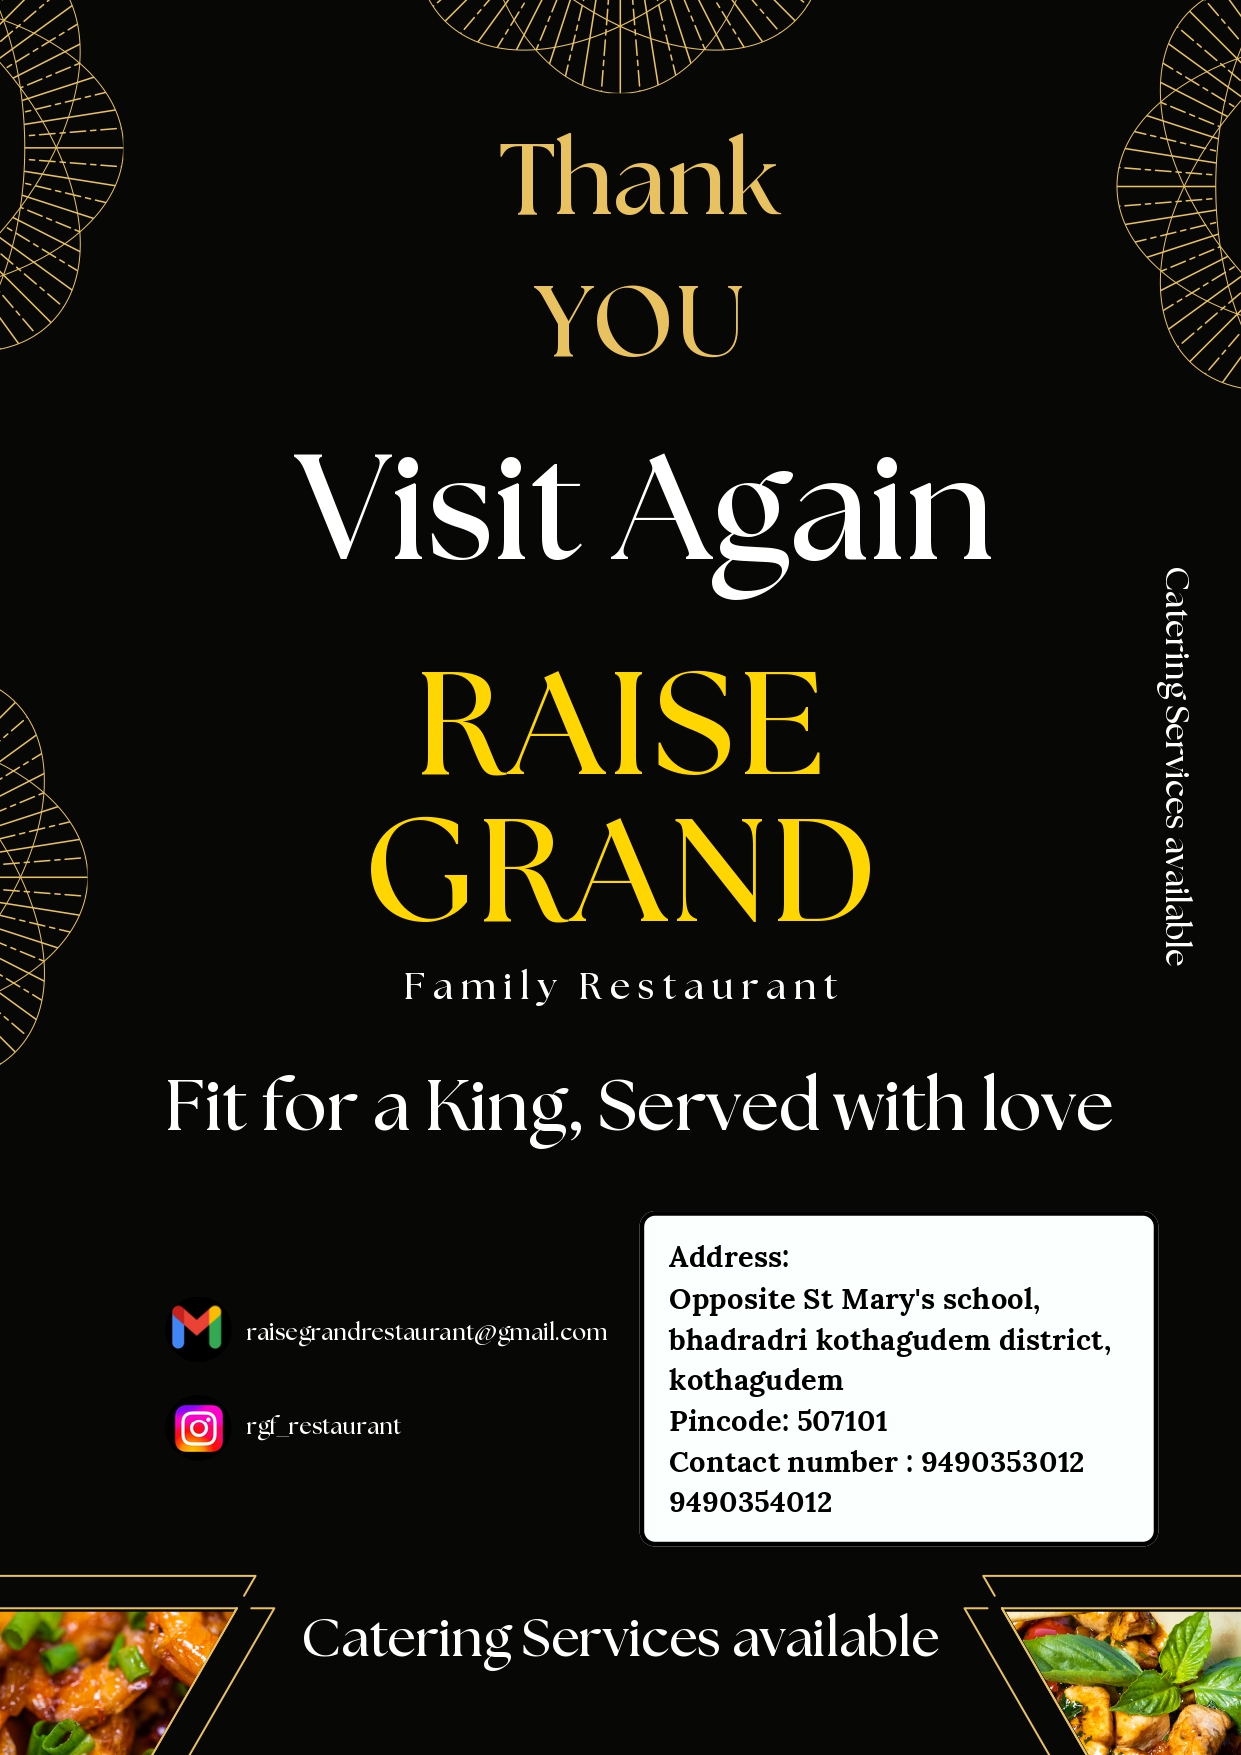 Thank
YOU
Visit Again
RAISE
GRAND
Family Restaurant
Catering Services available
Fit for a King, Served with love
raisegrandrestaurant@gmail.com
rgf_restaurant
Address:
Opposite St Mary's school,
bhadradri kothagudem district,
kothagudem
Pincode: 507101
Contact number : 9490353012
9490354012
Catering Services available